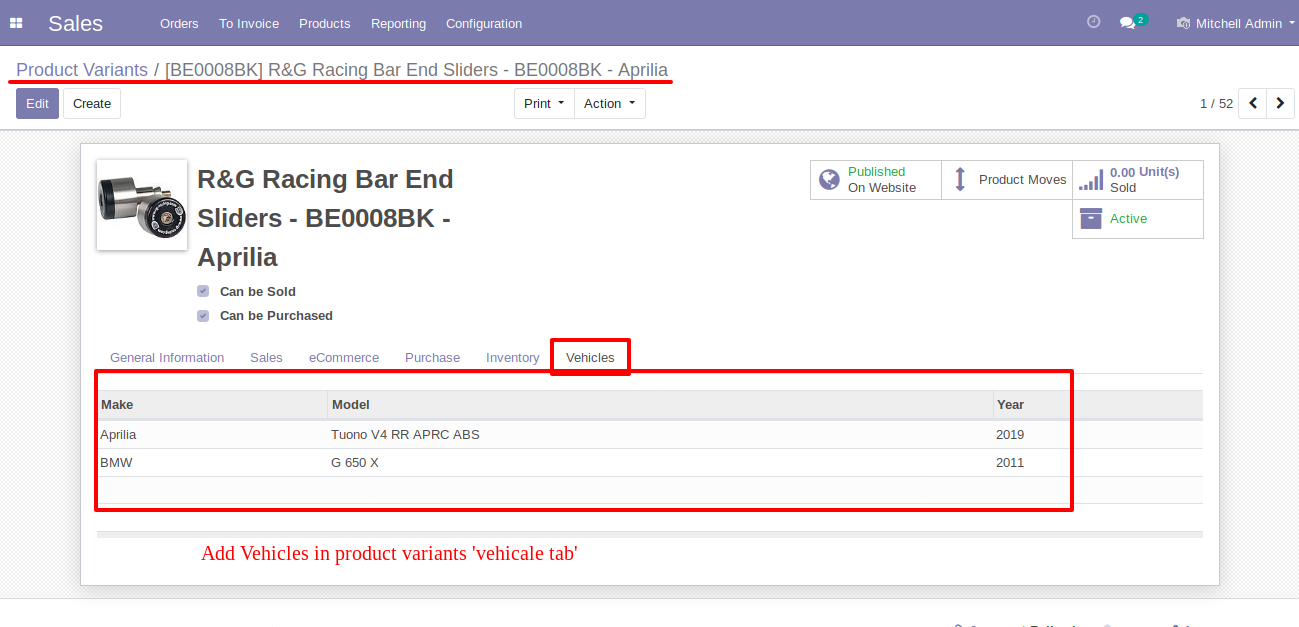 Sales Orders To Invoice Products Reporting Configuration 2 Mitchell Admin
Product Variants / [BE0008BK] R&G Racing Bar End Sliders - BE0008BK - Aprilia
Edit Create Print Action 1 / 52
R&G Racing Bar End
Sliders - BE0008BK -
Aprilia
Published
On Website
Product Moves
0.00 Unit(s)
Sold
Active
Can be Sold
Can be Purchased
General Information Sales eCommerce Purchase Inventory Vehicles
Make Model Year
Aprilia Tuono V4 RR APRC ABS 2019
BMW G 650 X 2011
Add Vehicles in product variants 'vehicale tab'